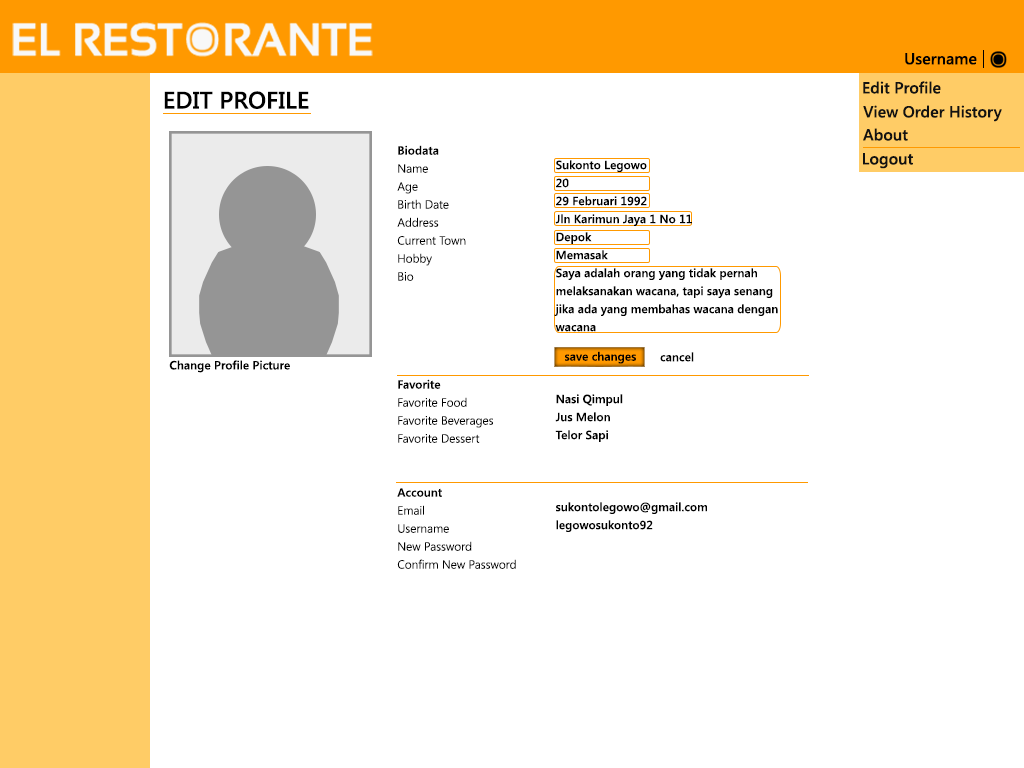 EL RESTORANTE
Username
Edit Profile
View Order History
About
Logout
EDIT PROFILE
Change Profile Picture
Biodata
Name Sukonto Legowo
Age 20
Birth Date 29 Februari 1992
Address Jln Karimun Jaya 1 No 11
Current Town Depok
Hobby Memasak
Bio Saya adalah orang yang tidak pernah
melaksanakan wacana, tapi saya senang
jika ada yang membahas wacana dengan
wacana
save changes cancel
Favorite
Favorite Food Nasi Qimpul
Favorite Beverages Jus Melon
Favorite Dessert Telor Sapi
Account
Email sukontolegowo@gmail.com
Username legowosukonto92
New Password
Confirm New Password